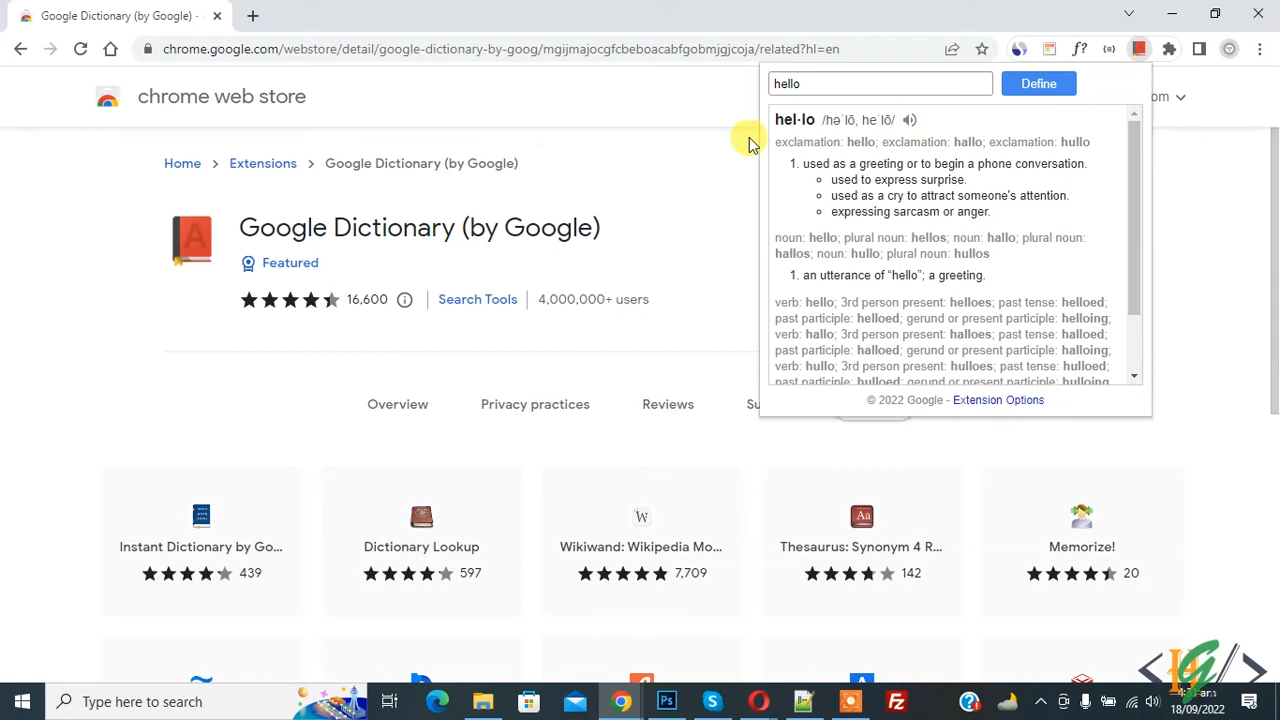 Google Dictionary (by Google) -
chrome.google.com/webstore/detail/google-dictionary-by-goog/mgijmajocgfcbeboacabfgobmjgjcoja/related?hl=en
chrome web store
hello
Define
hel·lo /həˈlō, heˈlō/
exclamation: hello; exclamation: hallo; exclamation: hullo
1. used as a greeting or to begin a phone conversation.
used to express surprise.
used as a cry to attract someone's attention.
expressing sarcasm or anger.
noun: hello; plural noun: hellos; noun: hallo; plural noun:
hallos; noun: hullo; plural noun: hullos
1. an utterance of “hello”; a greeting.
verb: hello; 3rd person present: helloes; past tense: helloed;
past participle: helloed; gerund or present participle: helloing;
verb: hallo; 3rd person present: halloes; past tense: halloed;
past participle: halloed; gerund or present participle: halloing;
verb: hullo; 3rd person present: hulloes; past tense: hulloed;
past participle: hulloed; gerund or present participle: hulloing
© 2022 Google - Extension Options
Home Extensions Google Dictionary (by Google)
Google Dictionary (by Google)
Featured
16,600 Search Tools 4,000,000+ users
Overview Privacy practices Reviews Su
Instant Dictionary by Go... Dictionary Lookup Wikiwand: Wikipedia Mo... Thesaurus: Synonym 4 R... Memorize!
439 597 7,709 142 20
Type here to search
18/09/2022